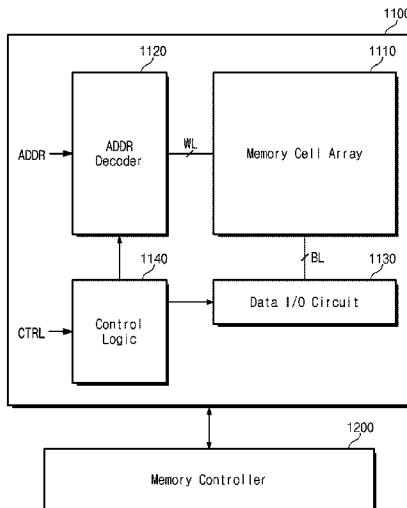 1100
1120
1110
ADDR
ADDR
Decoder
WL
Memory Cell Array
BL
1140
1130
CTRL
Control
Logic
Data I/O Circuit
1200
Memory Controller